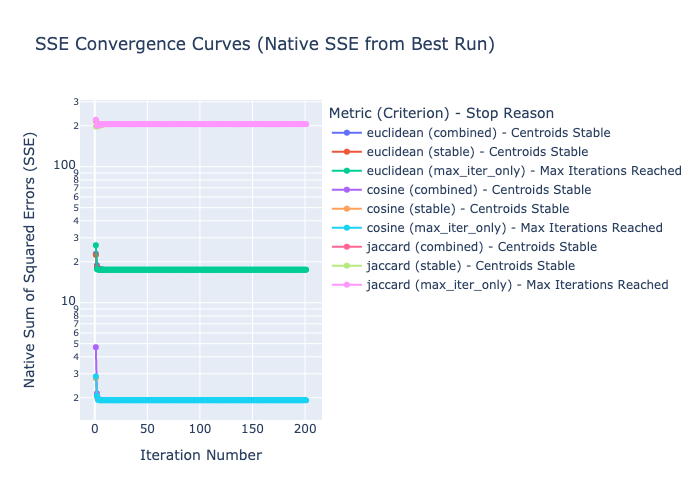 SSE Convergence Curves (Native SSE from Best Run)
Native Sum of Squared Errors (SSE)
3
2
100
9
8
7
6
5
4
3
2
10
9
8
7
6
5
4
3
2
0 50 100 150 200
Iteration Number
Metric (Criterion) - Stop Reason
euclidean (combined) - Centroids Stable
euclidean (stable) - Centroids Stable
euclidean (max_iter_only) - Max Iterations Reached
cosine (combined) - Centroids Stable
cosine (stable) - Centroids Stable
cosine (max_iter_only) - Max Iterations Reached
jaccard (combined) - Centroids Stable
jaccard (stable) - Centroids Stable
jaccard (max_iter_only) - Max Iterations Reached